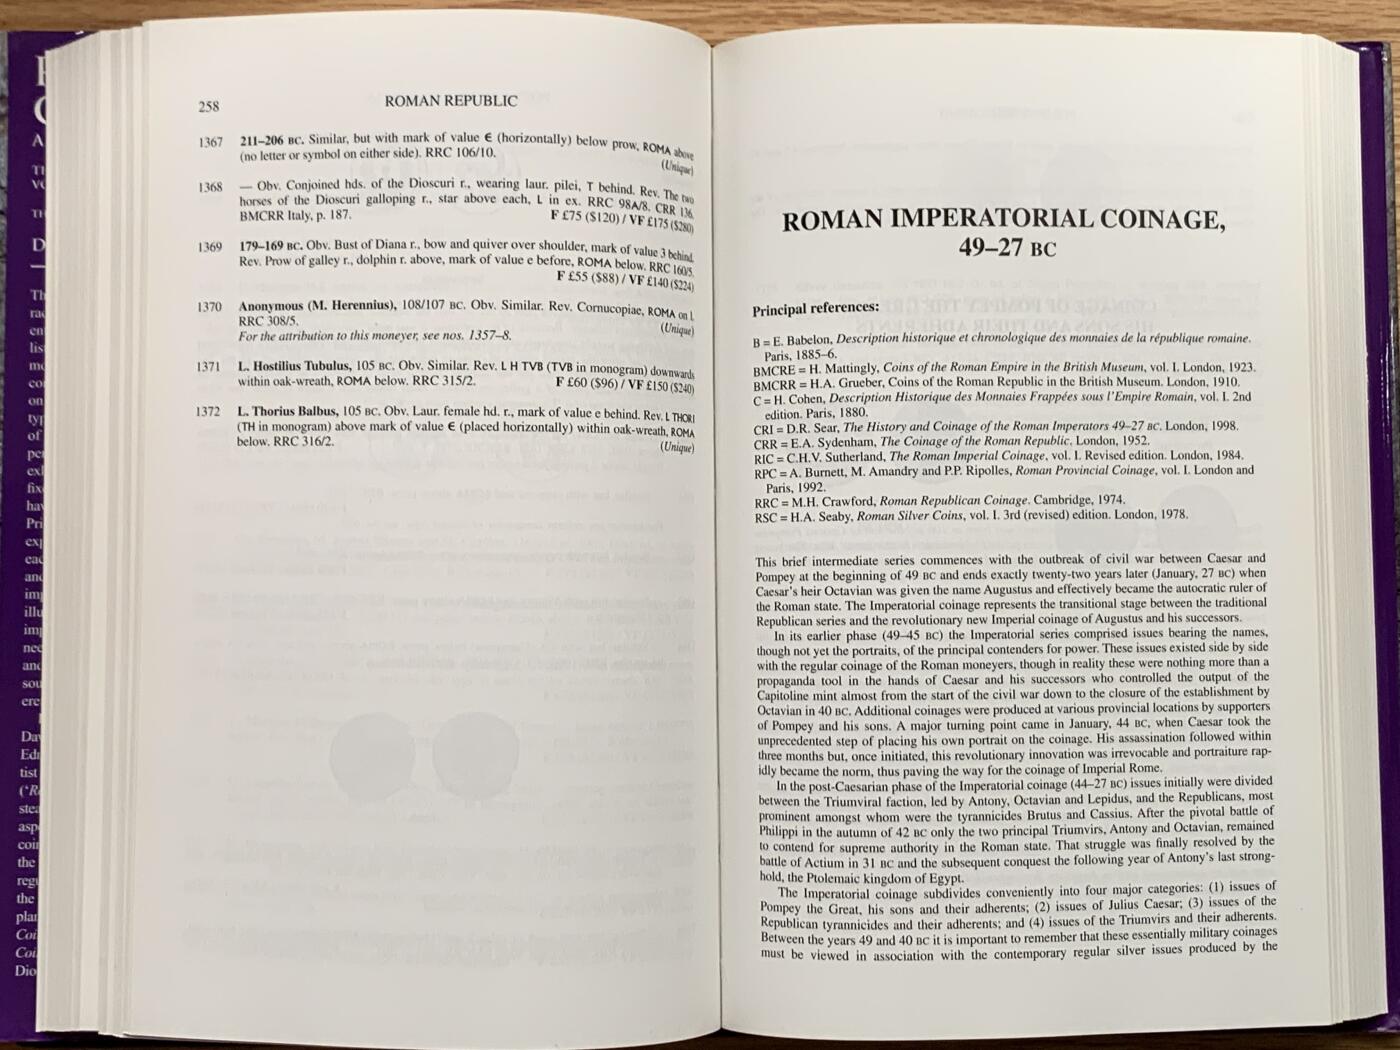 258
ROMAN REPUBLIC
1367 211–206 BC. Similar, but with mark of value Є (horizontally) below prow, ROMA above
(no letter or symbol on either side). RRC 106/10. (Unique)
1368 — Obv. Conjoined hds. of the Dioscuri r., wearing laur. pilei, T behind. Rev. The two
horses of the Dioscuri galloping r., star above each, L in ex. RRC 98A/8. CRR 136.
BMCRR Italy, p. 187. F £75 ($120) / VF £175 ($280)
1369 179–169 BC. Obv. Bust of Diana r., bow and quiver over shoulder, mark of value 3 behind.
Rev. Prow of galley r., dolphin r. above, mark of value e before, ROMA below. RRC 160/5.
F £55 ($88) / VF £140 ($224)
1370 Anonymous (M. Herennius), 108/107 BC. Obv. Similar. Rev. Cornucopiae, ROMA on l.
RRC 308/5. (Unique)
For the attribution to this moneyer, see nos. 1357–8.
1371 L. Hostilius Tubulus, 105 BC. Obv. Similar. Rev. L H TVB (TVB in monogram) downwards
within oak-wreath, ROMA below. RRC 315/2. F £60 ($96) / VF £150 ($240)
1372 L. Thorius Balbus, 105 BC. Obv. Laur. female hd. r., mark of value e behind. Rev. L THORI
(TH in monogram) above mark of value Є (placed horizontally) within oak-wreath, ROMA
below. RRC 316/2. (Unique)
ROMAN IMPERATORIAL COINAGE,
49–27 BC
Principal references:
B = E. Babelon, Description historique et chronologique des monnaies de la république romaine.
Paris, 1885–6.
BMCRE = H. Mattingly, Coins of the Roman Empire in the British Museum, vol. I. London, 1923.
BMCRR = H.A. Grueber, Coins of the Roman Republic in the British Museum. London, 1910.
C = H. Cohen, Description Historique des Monnaies Frappées sous l'Empire Romain, vol. I. 2nd
edition. Paris, 1880.
CRI = D.R. Sear, The History and Coinage of the Roman Imperators 49–27 BC. London, 1998.
CRR = E.A. Sydenham, The Coinage of the Roman Republic. London, 1952.
RIC = C.H.V. Sutherland, The Roman Imperial Coinage, vol. I. Revised edition. London, 1984.
RPC = A. Burnett, M. Amandry and P.P. Ripolles, Roman Provincial Coinage, vol. I. London and
Paris, 1992.
RRC = M.H. Crawford, Roman Republican Coinage. Cambridge, 1974.
RSC = H.A. Seaby, Roman Silver Coins, vol. I. 3rd (revised) edition. London, 1978.
This brief intermediate series commences with the outbreak of civil war between Caesar and
Pompey at the beginning of 49 BC and ends exactly twenty-two years later (January, 27 BC) when
Caesar's heir Octavian was given the name Augustus and effectively became the autocratic ruler of
the Roman state. The Imperatorial coinage represents the transitional stage between the traditional
Republican series and the revolutionary new Imperial coinage of Augustus and his successors.
In its earlier phase (49–45 BC) the Imperatorial series comprised issues bearing the names,
though not yet the portraits, of the principal contenders for power. These issues existed side by side
with the regular coinage of the Roman moneyers, though in reality these were nothing more than a
propaganda tool in the hands of Caesar and his successors who controlled the output of the
Capitoline mint almost from the start of the civil war down to the closure of the establishment by
Octavian in 40 BC. Additional coinages were produced at various provincial locations by supporters
of Pompey and his sons. A major turning point came in January, 44 BC, when Caesar took the
unprecedented step of placing his own portrait on the coinage. His assassination followed within
three months but, once initiated, this revolutionary innovation was irrevocable and portraiture rap-
idly became the norm, thus paving the way for the coinage of Imperial Rome.
In the post-Caesarian phase of the Imperatorial coinage (44–27 BC) issues initially were divided
between the Triumviral faction, led by Antony, Octavian and Lepidus, and the Republicans, most
prominent amongst whom were the tyrannicides Brutus and Cassius. After the pivotal battle of
Philippi in the autumn of 42 BC only the two principal Triumvirs, Antony and Octavian, remained
to contend for supreme authority in the Roman state. That struggle was finally resolved by the
battle of Actium in 31 BC and the subsequent conquest the following year of Antony's last strong-
hold, the Ptolemaic kingdom of Egypt.
The Imperatorial coinage subdivides conveniently into four major categories: (1) issues of
Pompey the Great, his sons and their adherents; (2) issues of Julius Caesar; (3) issues of the
Republican tyrannicides and their adherents; and (4) issues of the Triumvirs and their adherents.
Between the years 49 and 40 BC it is important to remember that these essentially military coinages
must be viewed in association with the contemporary regular silver issues produced by the